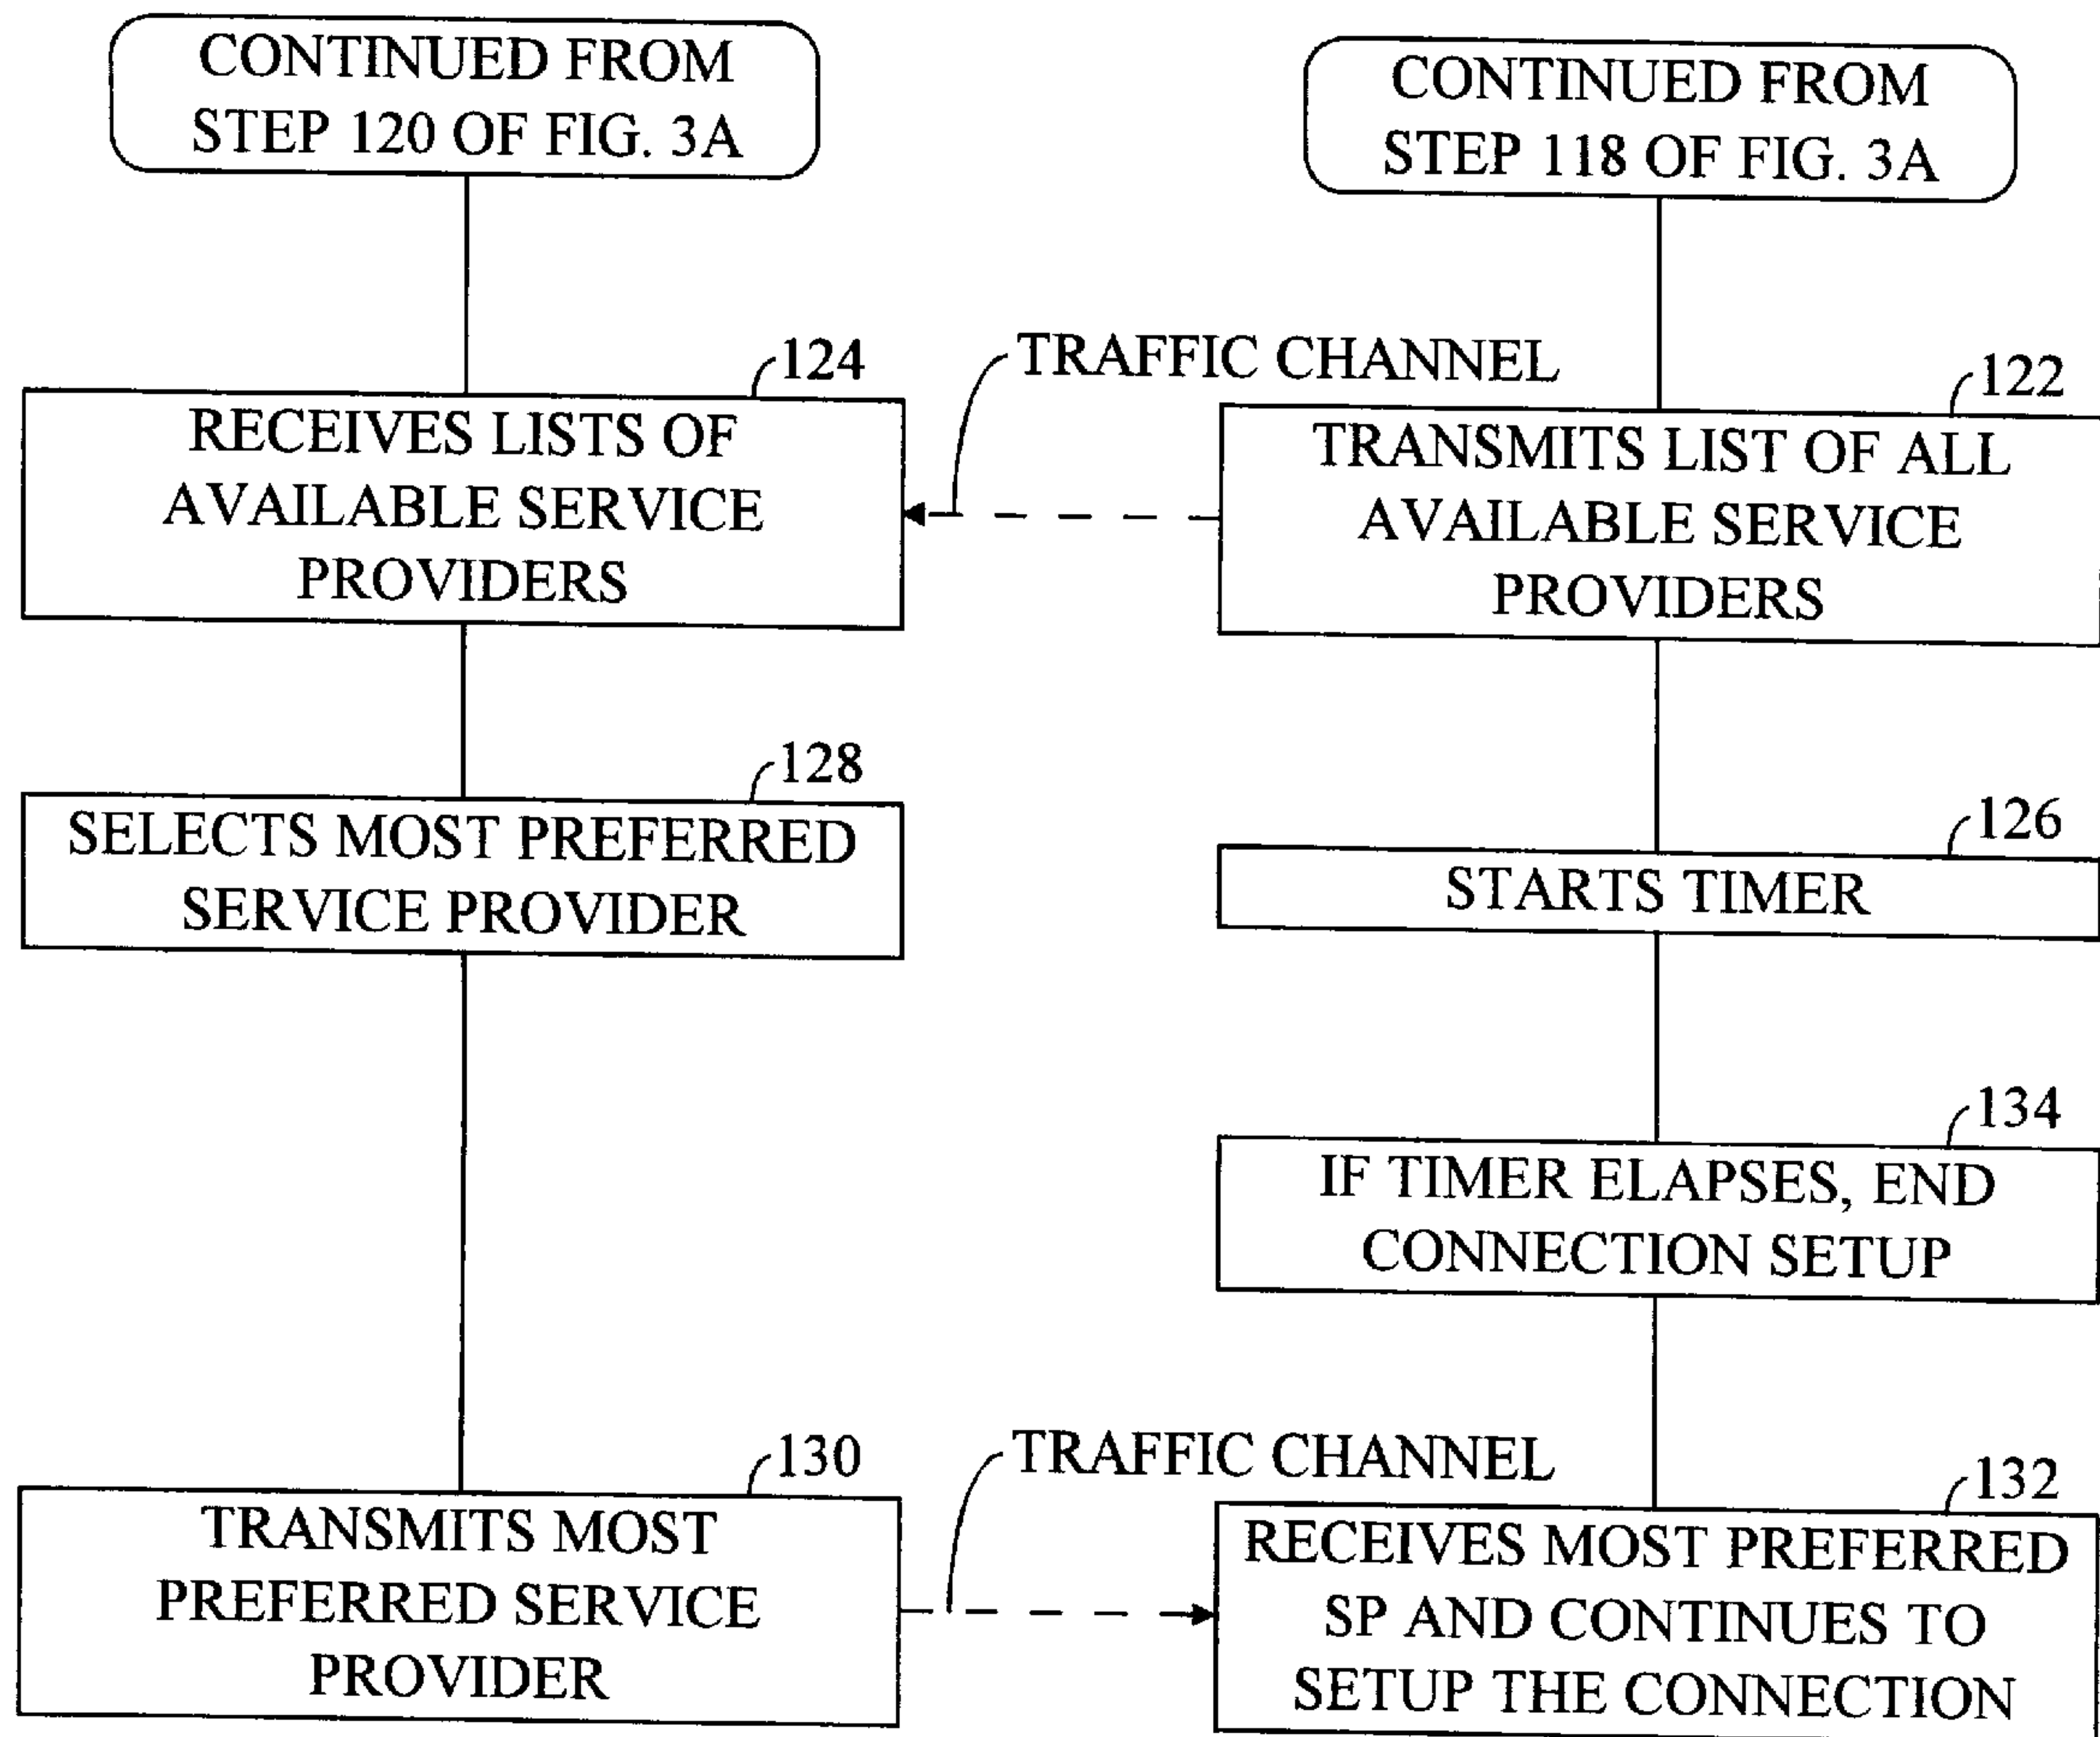 CONTINUED FROM
STEP 120 OF FIG. 3A
CONTINUED FROM
STEP 118 OF FIG. 3A
124
TRAFFIC CHANNEL
122
RECEIVES LISTS OF
AVAILABLE SERVICE
PROVIDERS
TRANSMITS LIST OF ALL
AVAILABLE SERVICE
PROVIDERS
128
SELECTS MOST PREFERRED
SERVICE PROVIDER
126
STARTS TIMER
134
IF TIMER ELAPSES, END
CONNECTION SETUP
130
TRAFFIC CHANNEL
132
TRANSMITS MOST
PREFERRED SERVICE
PROVIDER
RECEIVES MOST PREFERRED
SP AND CONTINUES TO
SETUP THE CONNECTION